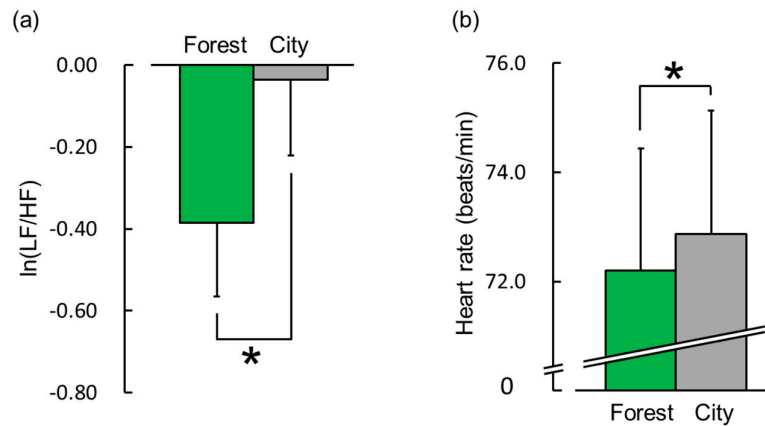 (a)
Forest City
0.00
-0.20
-0.40
-0.60
-0.80
ln(LF/HF)
*
(b)
76.0
74.0
72.0
0
Heart rate (beats/min)
*
Forest City